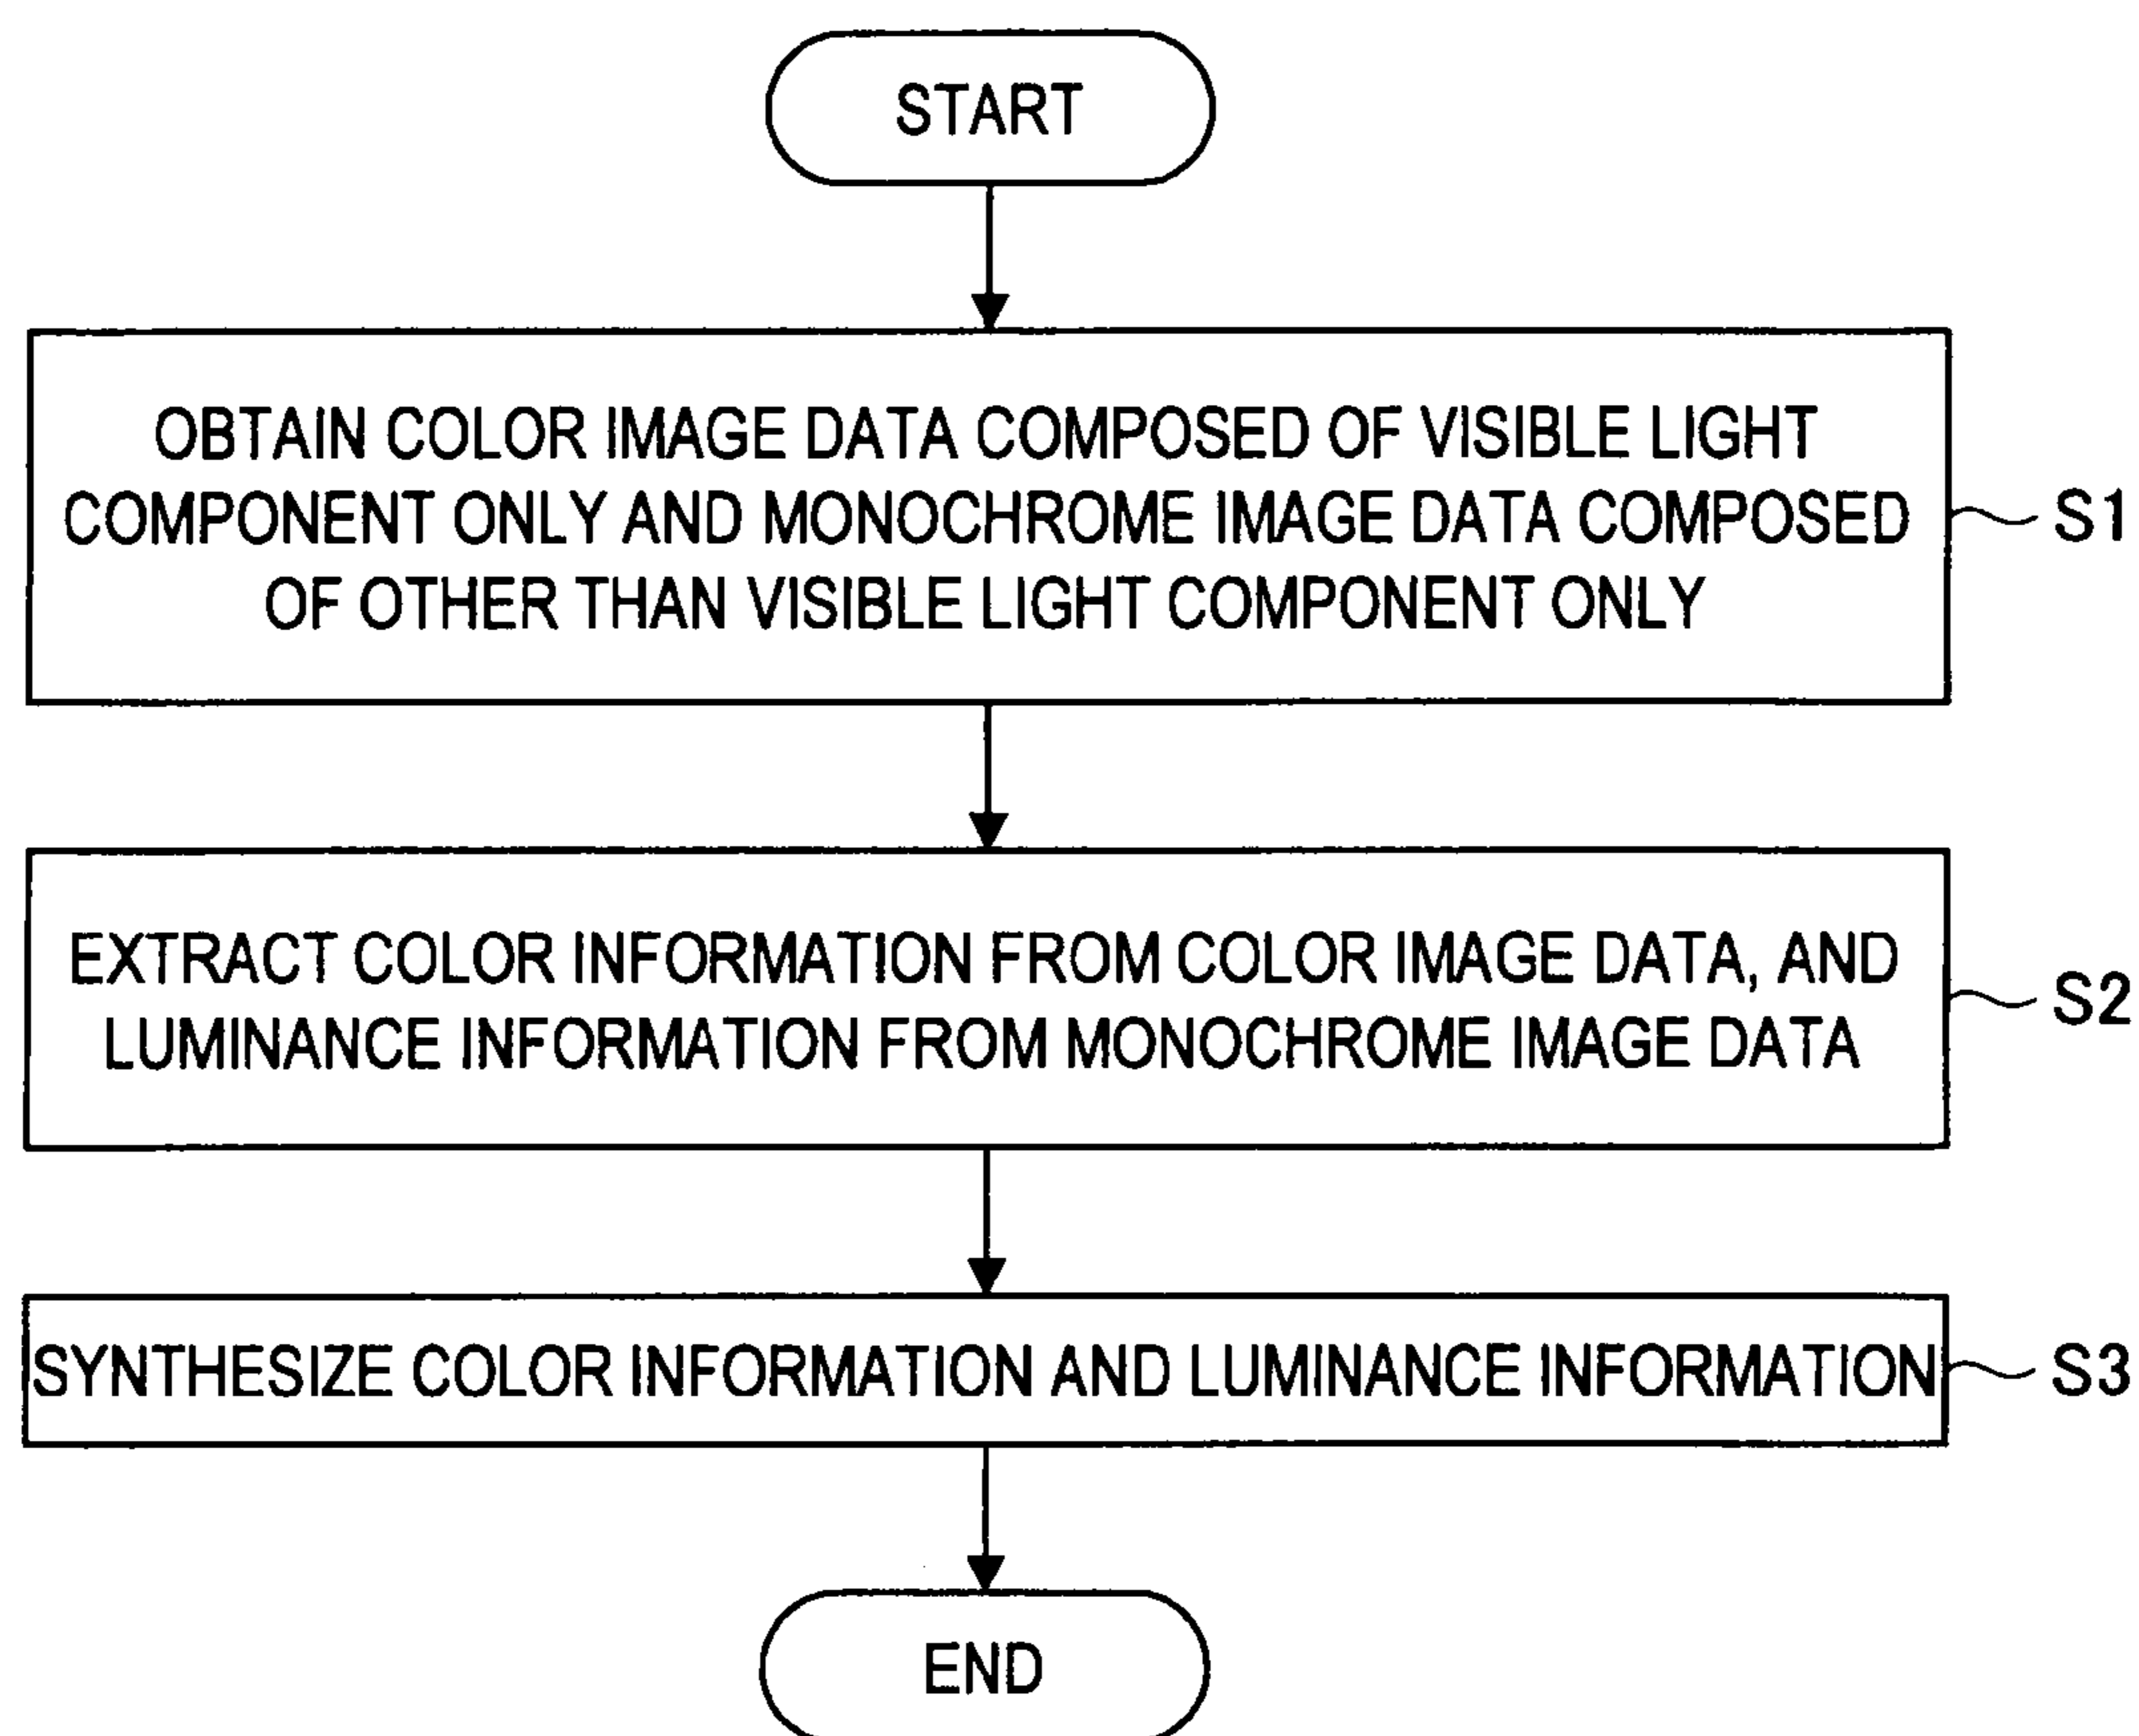 START
OBTAIN COLOR IMAGE DATA COMPOSED OF VISIBLE LIGHT
COMPONENT ONLY AND MONOCHROME IMAGE DATA COMPOSED
OF OTHER THAN VISIBLE LIGHT COMPONENT ONLY
S1
EXTRACT COLOR INFORMATION FROM COLOR IMAGE DATA, AND
LUMINANCE INFORMATION FROM MONOCHROME IMAGE DATA
S2
SYNTHESIZE COLOR INFORMATION AND LUMINANCE INFORMATION
S3
END